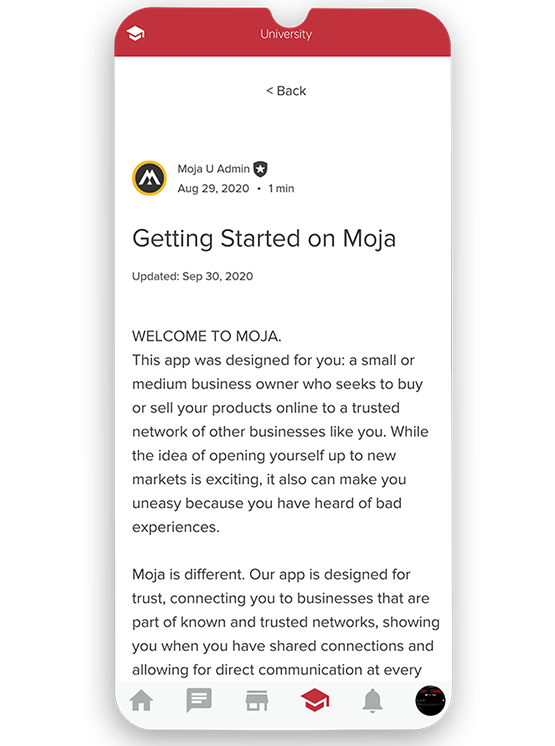 University
< Back
Moja U Admin
Aug 29, 2020 • 1 min
Getting Started on Moja
Updated: Sep 30, 2020
WELCOME TO MOJA.
This app was designed for you: a small or
medium business owner who seeks to buy
or sell your products online to a trusted
network of other businesses like you. While
the idea of opening yourself up to new
markets is exciting, it also can make you
uneasy because you have heard of bad
experiences.
Moja is different. Our app is designed for
trust, connecting you to businesses that are
part of known and trusted networks, showing
you when you have shared connections and
allowing for direct communication at every